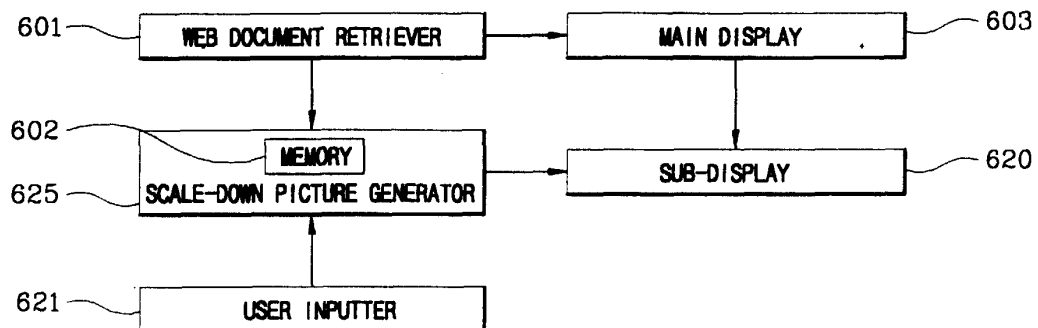 601 WEB DOCUMENT RETRIEVER MAIN DISPLAY 603
602 MEMORY
SUB-DISPLAY 620
625 SCALE-DOWN PICTURE GENERATOR
621 USER INPUTTER